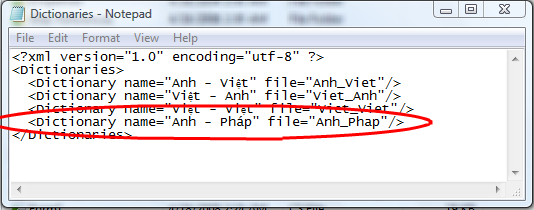 Dictionaries - Notepad
File Edit Format View Help
<?xml version="1.0" encoding="utf-8" ?>
<Dictionaries>
<Dictionary name="Anh - Việt" file="Anh_Viet"/>
<Dictionary name="Việt - Anh" file="Viet_Anh"/>
<Dictionary name="Việt - Việt" file="Viet_Viet"/>
<Dictionary name="Anh - Pháp" file="Anh_Phap"/>
</Dictionaries>